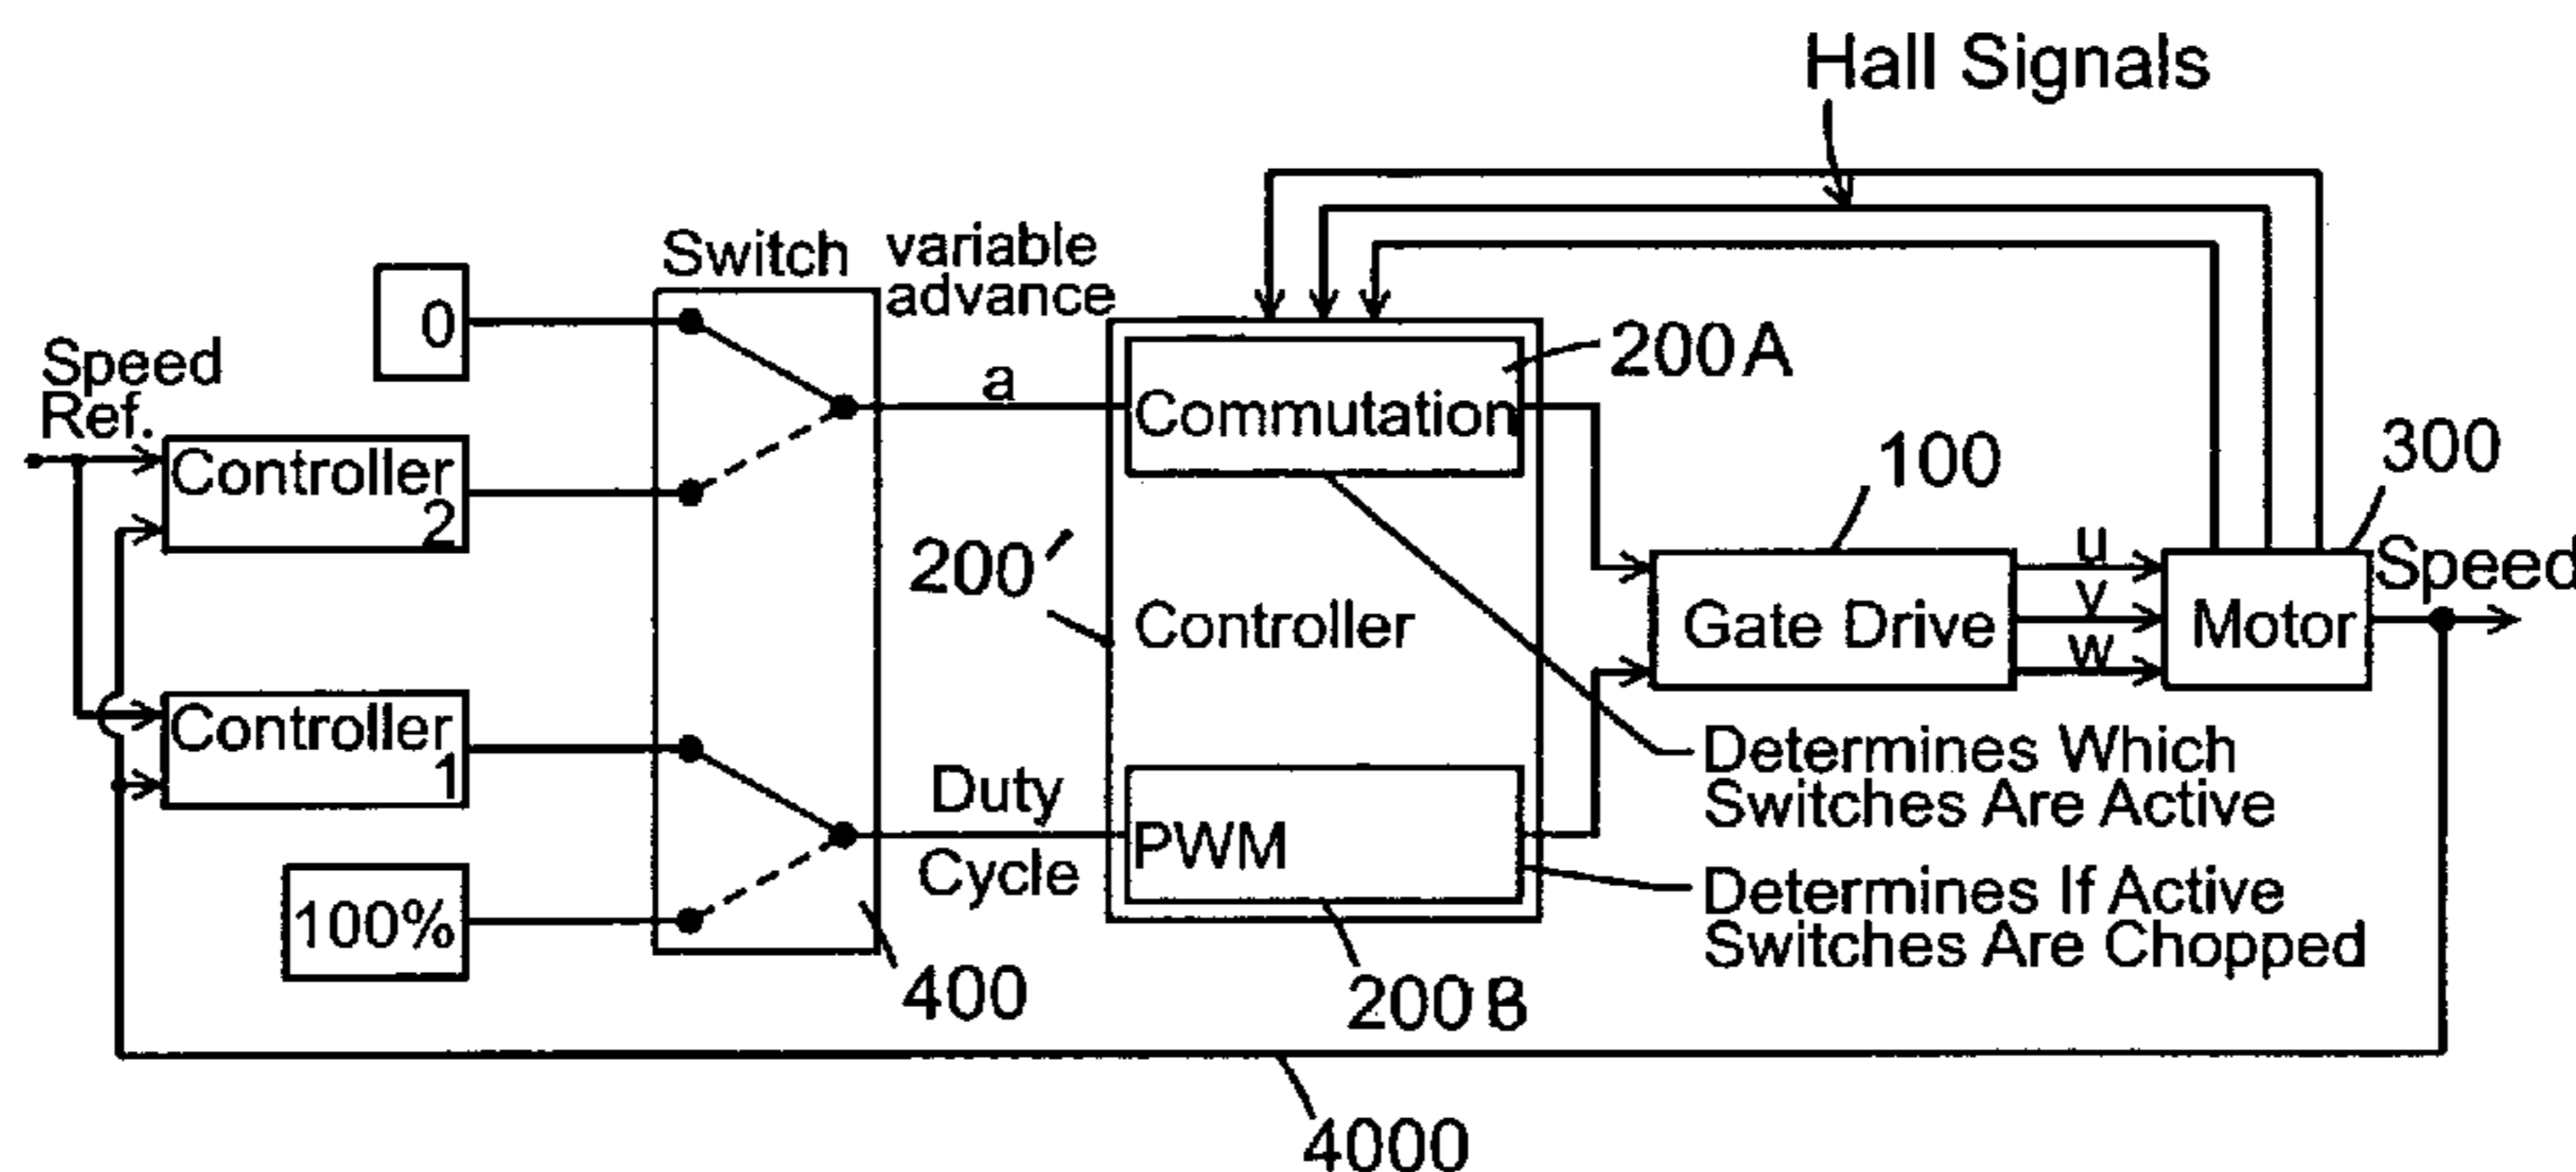 Hall Signals
Switch
variable
advance
0
Speed
Ref.
a
Commutation
200A
Controller
2
200'
Controller
100
300
u
v
w
Gate Drive
Motor
Speed
Controller
1
Duty
Cycle
PWM
Determines Which
Switches Are Active
Determines If Active
Switches Are Chopped
100%
400
200B
4000